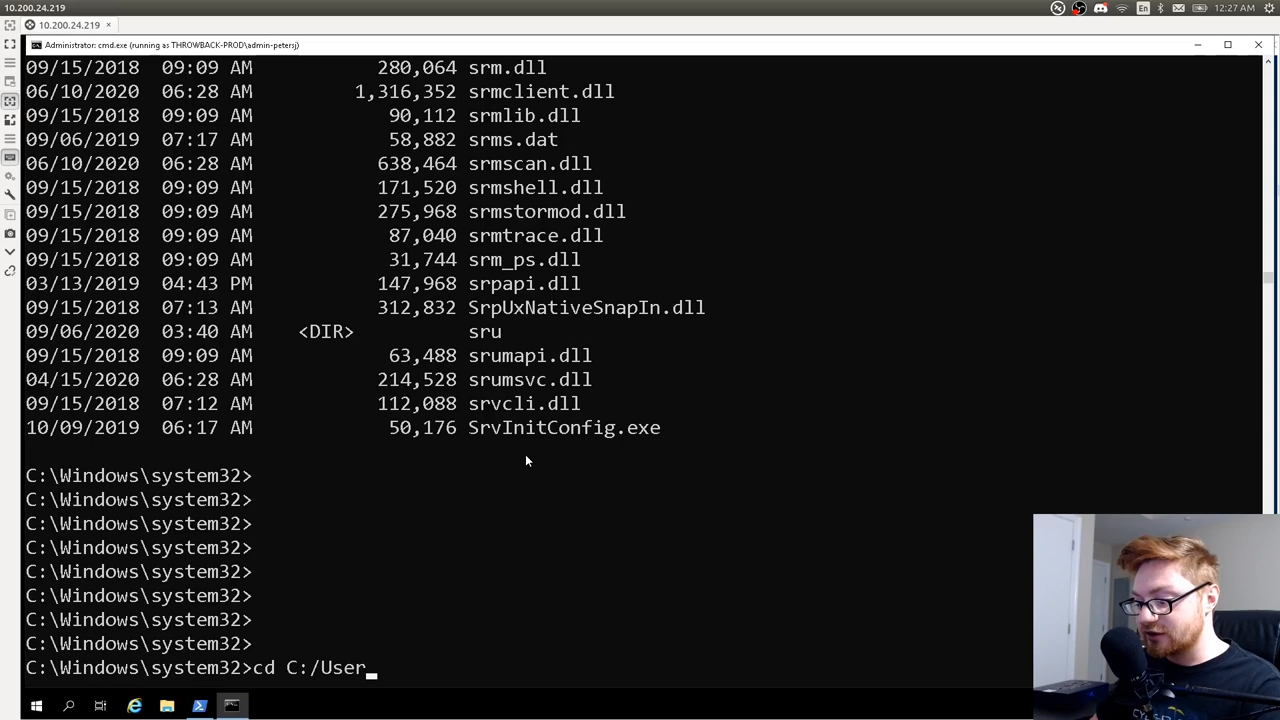 10.200.24.219
En
12:27 AM
10.200.24.219 ×
Administrator: cmd.exe (running as THROWBACK-PROD\admin-petersj)
09/15/2018  09:09 AM           280,064 srm.dll
06/10/2020  06:28 AM         1,316,352 srmclient.dll
09/15/2018  09:09 AM            90,112 srmlib.dll
09/06/2019  07:17 AM            58,882 srms.dat
06/10/2020  06:28 AM           638,464 srmscan.dll
09/15/2018  09:09 AM           171,520 srmshell.dll
09/15/2018  09:09 AM           275,968 srmstormod.dll
09/15/2018  09:09 AM            87,040 srmtrace.dll
09/15/2018  09:09 AM            31,744 srm_ps.dll
03/13/2019  04:43 PM           147,968 srpapi.dll
09/15/2018  07:13 AM           312,832 SrpUxNativeSnapIn.dll
09/06/2020  03:40 AM    <DIR>          sru
09/15/2018  09:09 AM            63,488 srumapi.dll
04/15/2020  06:28 AM           214,528 srumsvc.dll
09/15/2018  07:12 AM           112,088 srvcli.dll
10/09/2019  06:17 AM            50,176 SrvInitConfig.exe
C:\Windows\system32>
C:\Windows\system32>
C:\Windows\system32>
C:\Windows\system32>
C:\Windows\system32>
C:\Windows\system32>
C:\Windows\system32>
C:\Windows\system32>
C:\Windows\system32>cd C:/User_